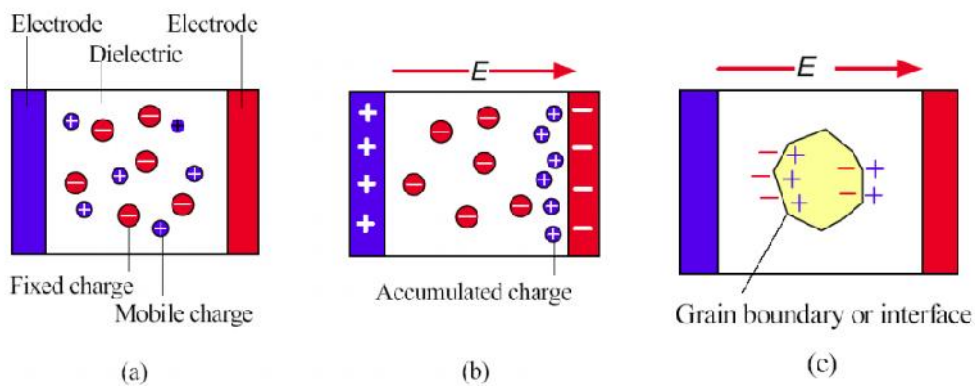 Electrode
Electrode
Dielectric
Fixed charge
Mobile charge
(a)
E
Accumulated charge
(b)
E
Grain boundary or interface
(c)